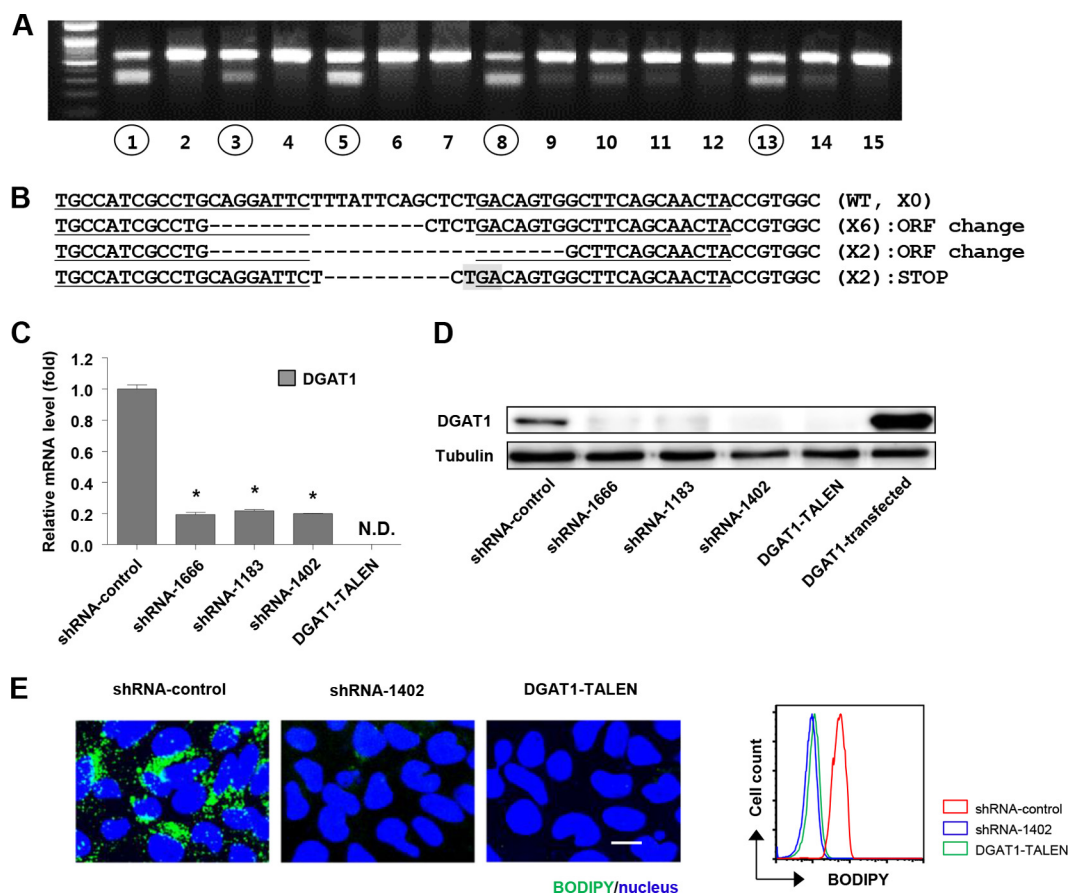 A
1 2 3 4 5 6 7 8 9 10 11 12 13 14 15
B
TGCCATCGCCTGCAGGATTCTTTATTCAGCTCTGACAGTGGCTTCAGCAACTACCGTGGC (WT, X0)
TGCCATCGCCTG-----------------CTCTGACAGTGGCTTCAGCAACTACCGTGGC (X6):ORF change
TGCCATCGCCTG----------------------------GCTTCAGCAACTACCGTGGC (X2):ORF change
TGCCATCGCCTGCAGGATTCT----------CTGACAGTGGCTTCAGCAACTACCGTGGC (X2):STOP
C
Relative mRNA level (fold)
1.2
1.0
0.8
0.6
0.4
0.2
0.0
DGAT1
* * * N.D.
shRNA-control
shRNA-1666
shRNA-1183
shRNA-1402
DGAT1-TALEN
D
DGAT1
Tubulin
shRNA-control
shRNA-1666
shRNA-1183
shRNA-1402
DGAT1-TALEN
DGAT1-transfected
E
shRNA-control shRNA-1402 DGAT1-TALEN
BODIPY/nucleus
Cell count
BODIPY
shRNA-control
shRNA-1402
DGAT1-TALEN